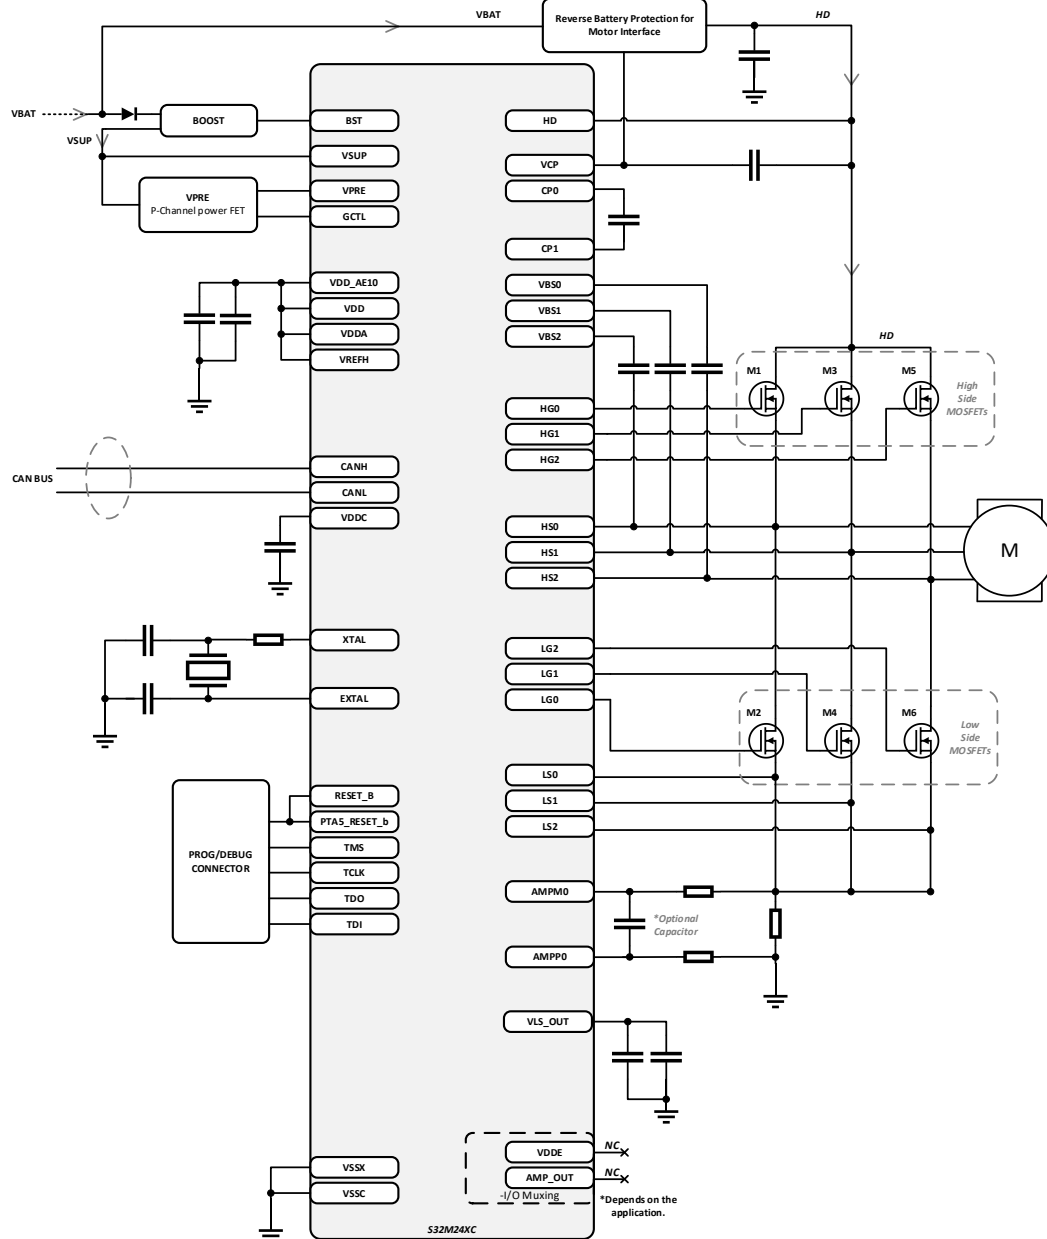 VBAT
Reverse Battery Protection for
Motor Interface
HD
VBAT
BOOST
VSUP
VPRE
P-Channel power FET
BST
VSUP
VPRE
GCTL
VDD_AE10
VDD
VDDA
VREFH
CAN BUS
CANH
CANL
VDDC
XTAL
EXTAL
PROG/DEBUG
CONNECTOR
RESET_B
PTA5_RESET_b
TMS
TCLK
TDO
TDI
VSSX
VSSC
HD
VCP
CP0
CP1
VBS0
VBS1
VBS2
HG0
HG1
HG2
HS0
HS1
HS2
LG2
LG1
LG0
LS0
LS1
LS2
AMPM0
AMPP0
VLS_OUT
VDDE
AMP_OUT
-I/O Muxing
NC
NC
*Depends on the
application.
S32M24XC
HD
M1
M3
M5
High
Side
MOSFETs
M
M2
M4
M6
Low
Side
MOSFETs
*Optional
Capacitor